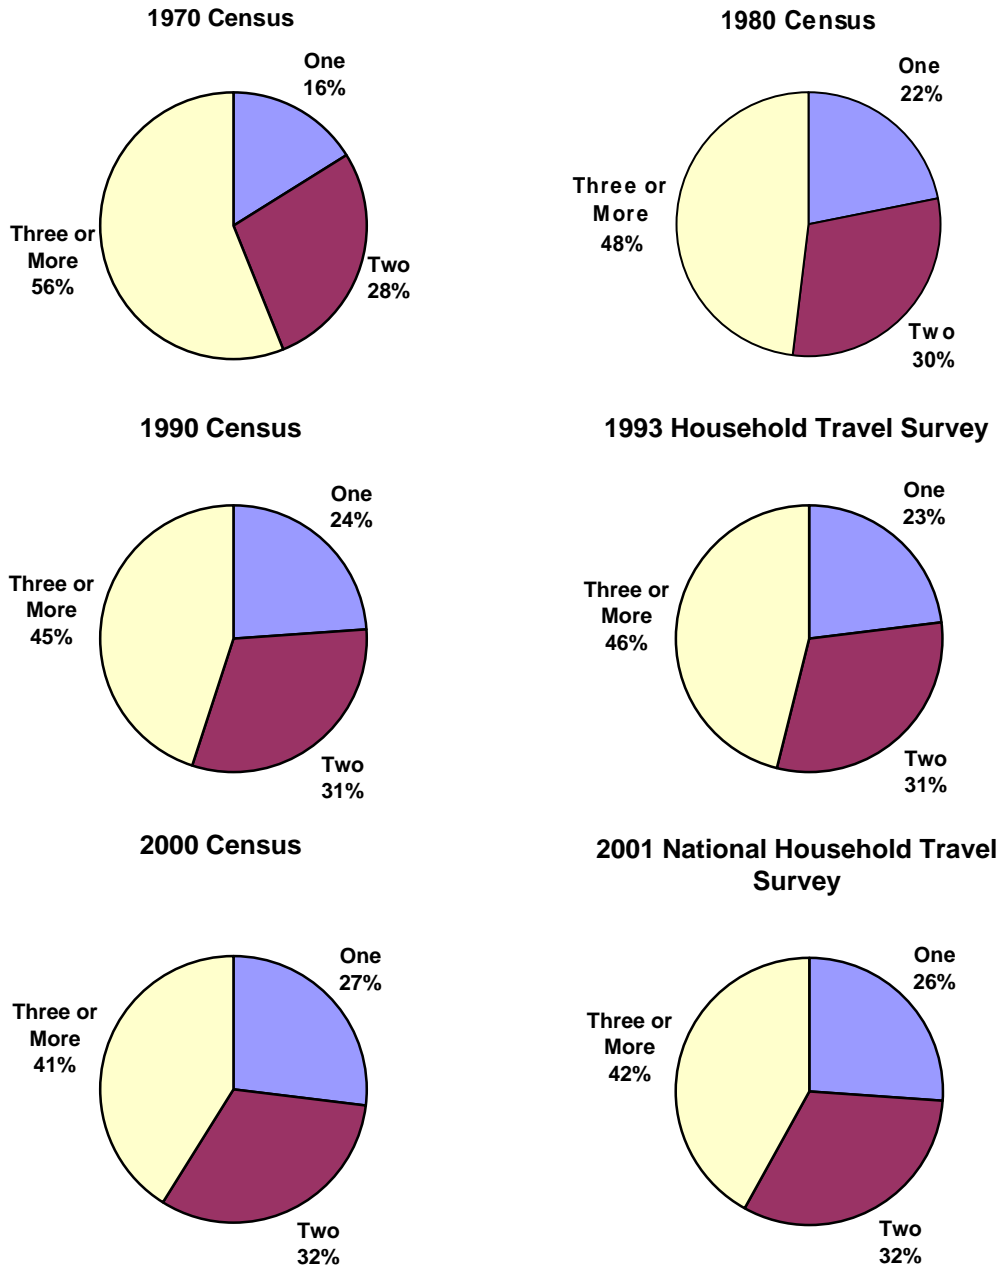 1970 Census
One
16%
Three or
More
56%
Two
28%
1980 Census
One
22%
Three or
More
48%
Two
30%
1990 Census
One
24%
Three or
More
45%
Two
31%
1993 Household Travel Survey
One
23%
Three or
More
46%
Two
31%
2000 Census
One
27%
Three or
More
41%
Two
32%
2001 National Household Travel
Survey
One
26%
Three or
More
42%
Two
32%